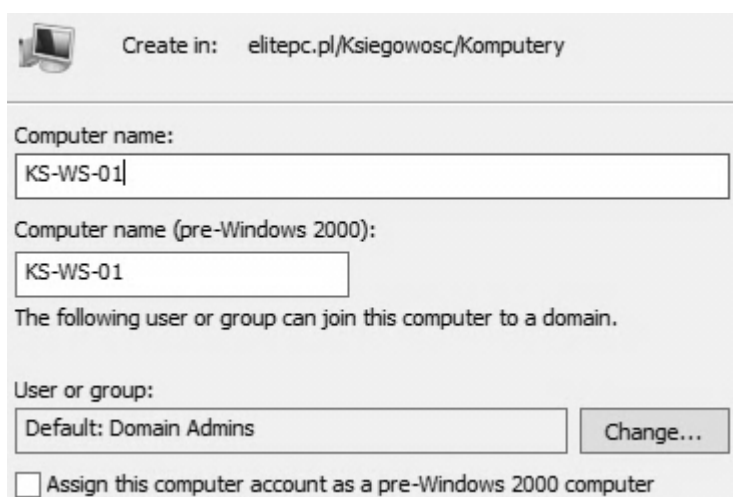 Create in: elitepc.pl/Ksiegowosc/Komputery
Computer name:
KS-WS-01
Computer name (pre-Windows 2000):
KS-WS-01
The following user or group can join this computer to a domain.
User or group:
Default: Domain Admins
Change...
Assign this computer account as a pre-Windows 2000 computer